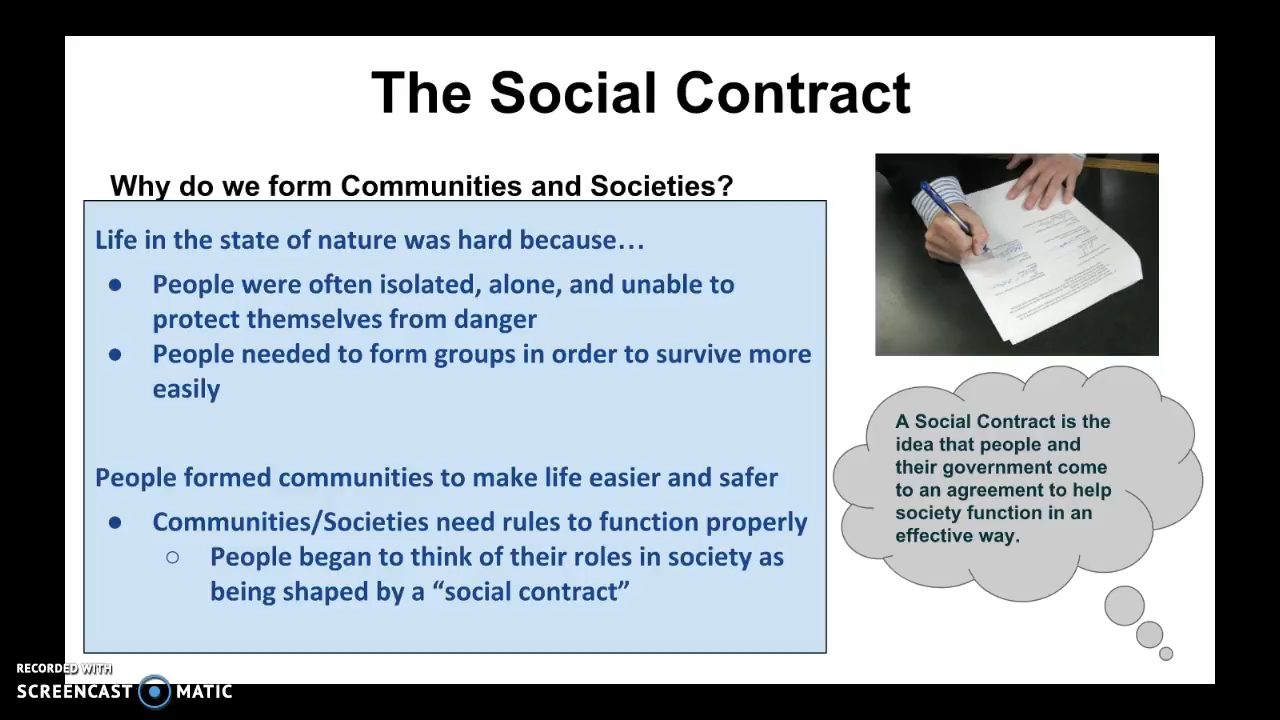 The Social Contract
Why do we form Communities and Societies?
Life in the state of nature was hard because…
● People were often isolated, alone, and unable to
protect themselves from danger
● People needed to form groups in order to survive more
easily
People formed communities to make life easier and safer
● Communities/Societies need rules to function properly
○ People began to think of their roles in society as
being shaped by a “social contract”
A Social Contract is the
idea that people and
their government come
to an agreement to help
society function in an
effective way.
RECORDED WITH
SCREENCAST MATIC